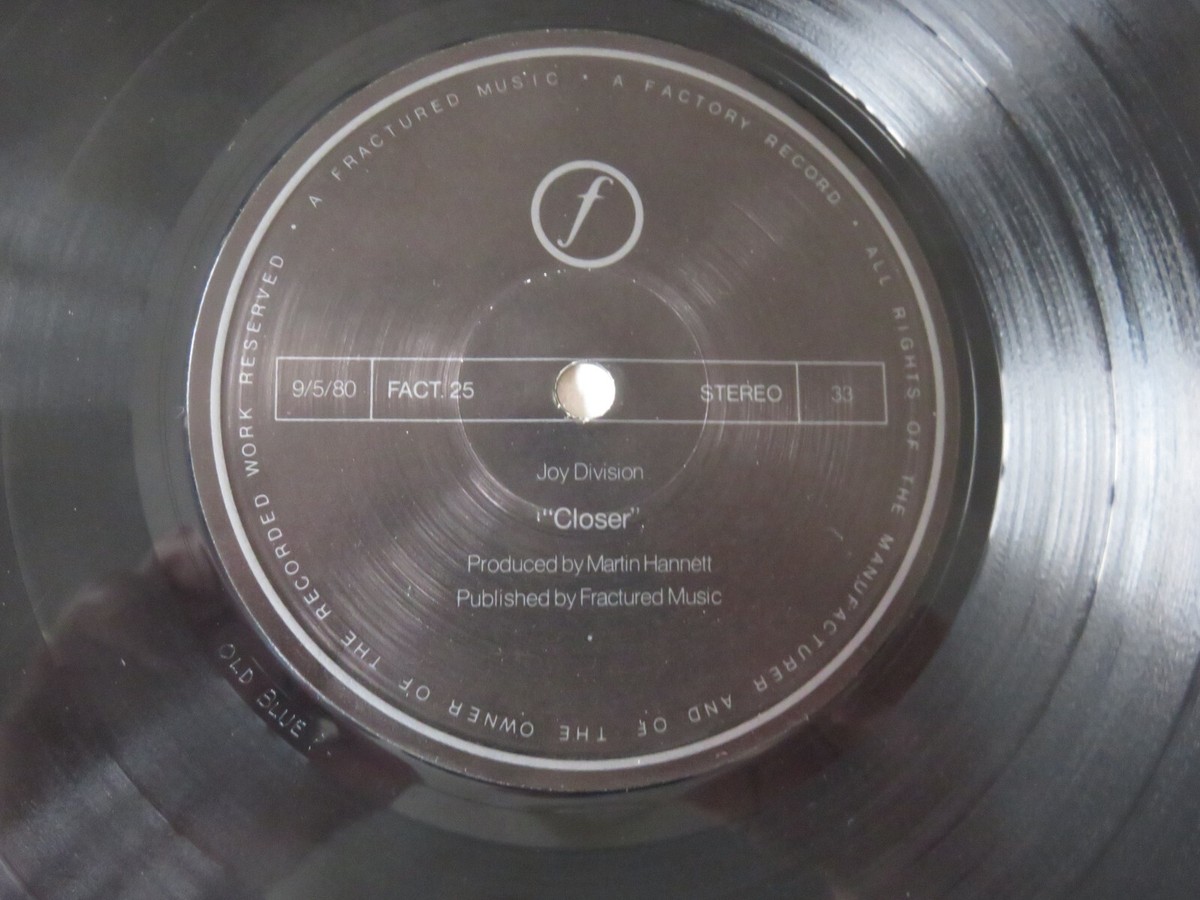 A FRACTURED MUSIC • A FACTORY RECORD • ALL RIGHTS OF THE MANUFACTURER AND OF THE OWNER OF THE RECORDED WORK RESERVED •
f
9/5/80 FACT. 25 STEREO 33
Joy Division
“Closer”
Produced by Martin Hannett
Published by Fractured Music
OLD BLUE